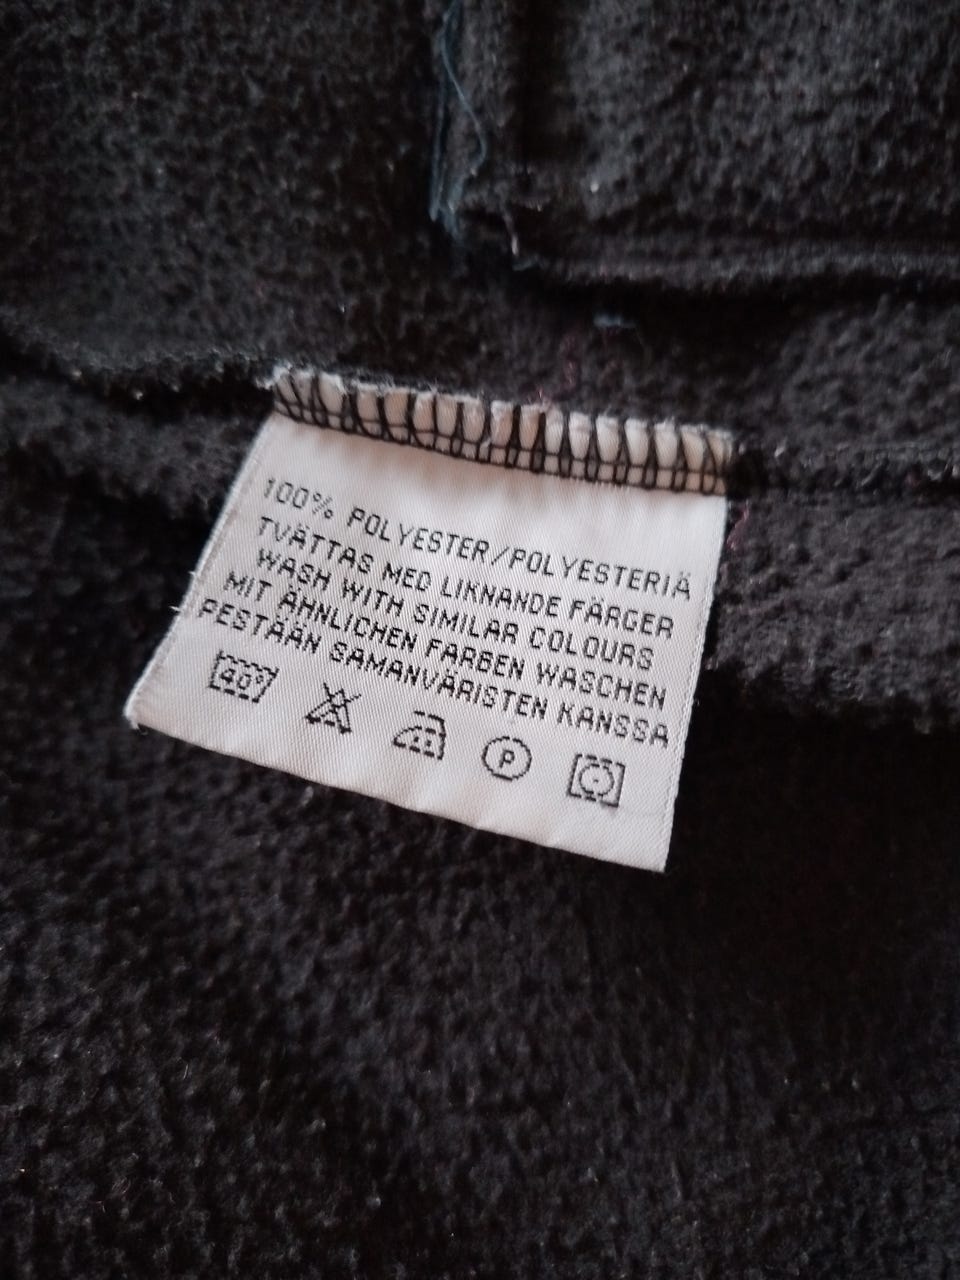 100% POLYESTER/POLYESTERIÄ
TVÄTTAS MED LIKNANDE FÄRGER
WASH WITH SIMILAR COLOURS
MIT ÄHNLICHEN FARBEN WASCHEN
PESTÄÄN SAMANVÄRISTEN KANSSA
40° P